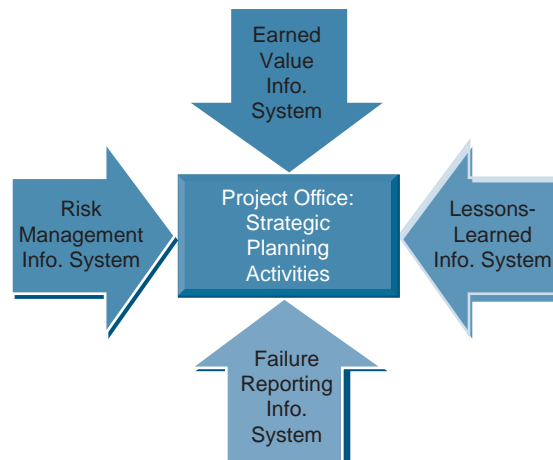 Earned
Value
Info.
System
Risk
Management
Info. System
Project Office:
Strategic
Planning
Activities
Lessons-
Learned
Info. System
Failure
Reporting
Info.
System